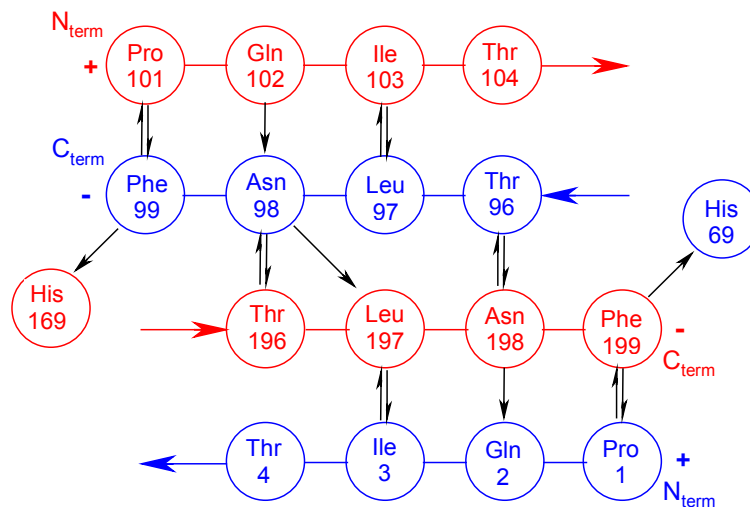 N_term
+
Pro 101
Gln 102
Ile 103
Thr 104
C_term
-
Phe 99
Asn 98
Leu 97
Thr 96
His 69
His 169
Thr 196
Leu 197
Asn 198
Phe 199
-
C_term
Thr 4
Ile 3
Gln 2
Pro 1
+
N_term